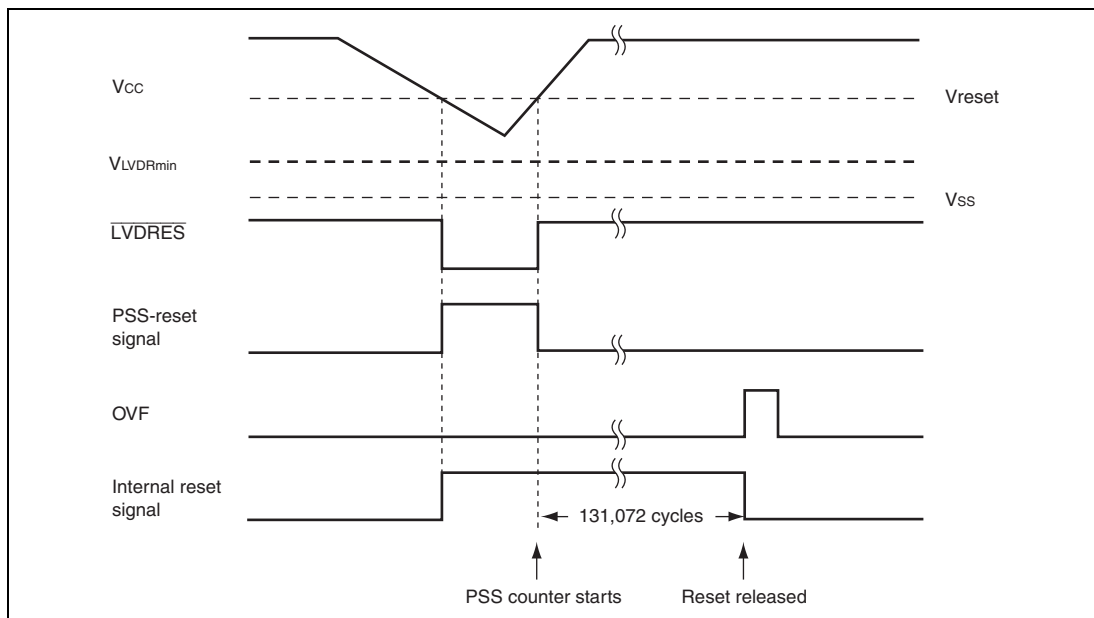 VCC
Vreset
VLVDRmin
VSS
LVDRES
PSS-reset
signal
OVF
Internal reset
signal
131,072 cycles
PSS counter starts
Reset released